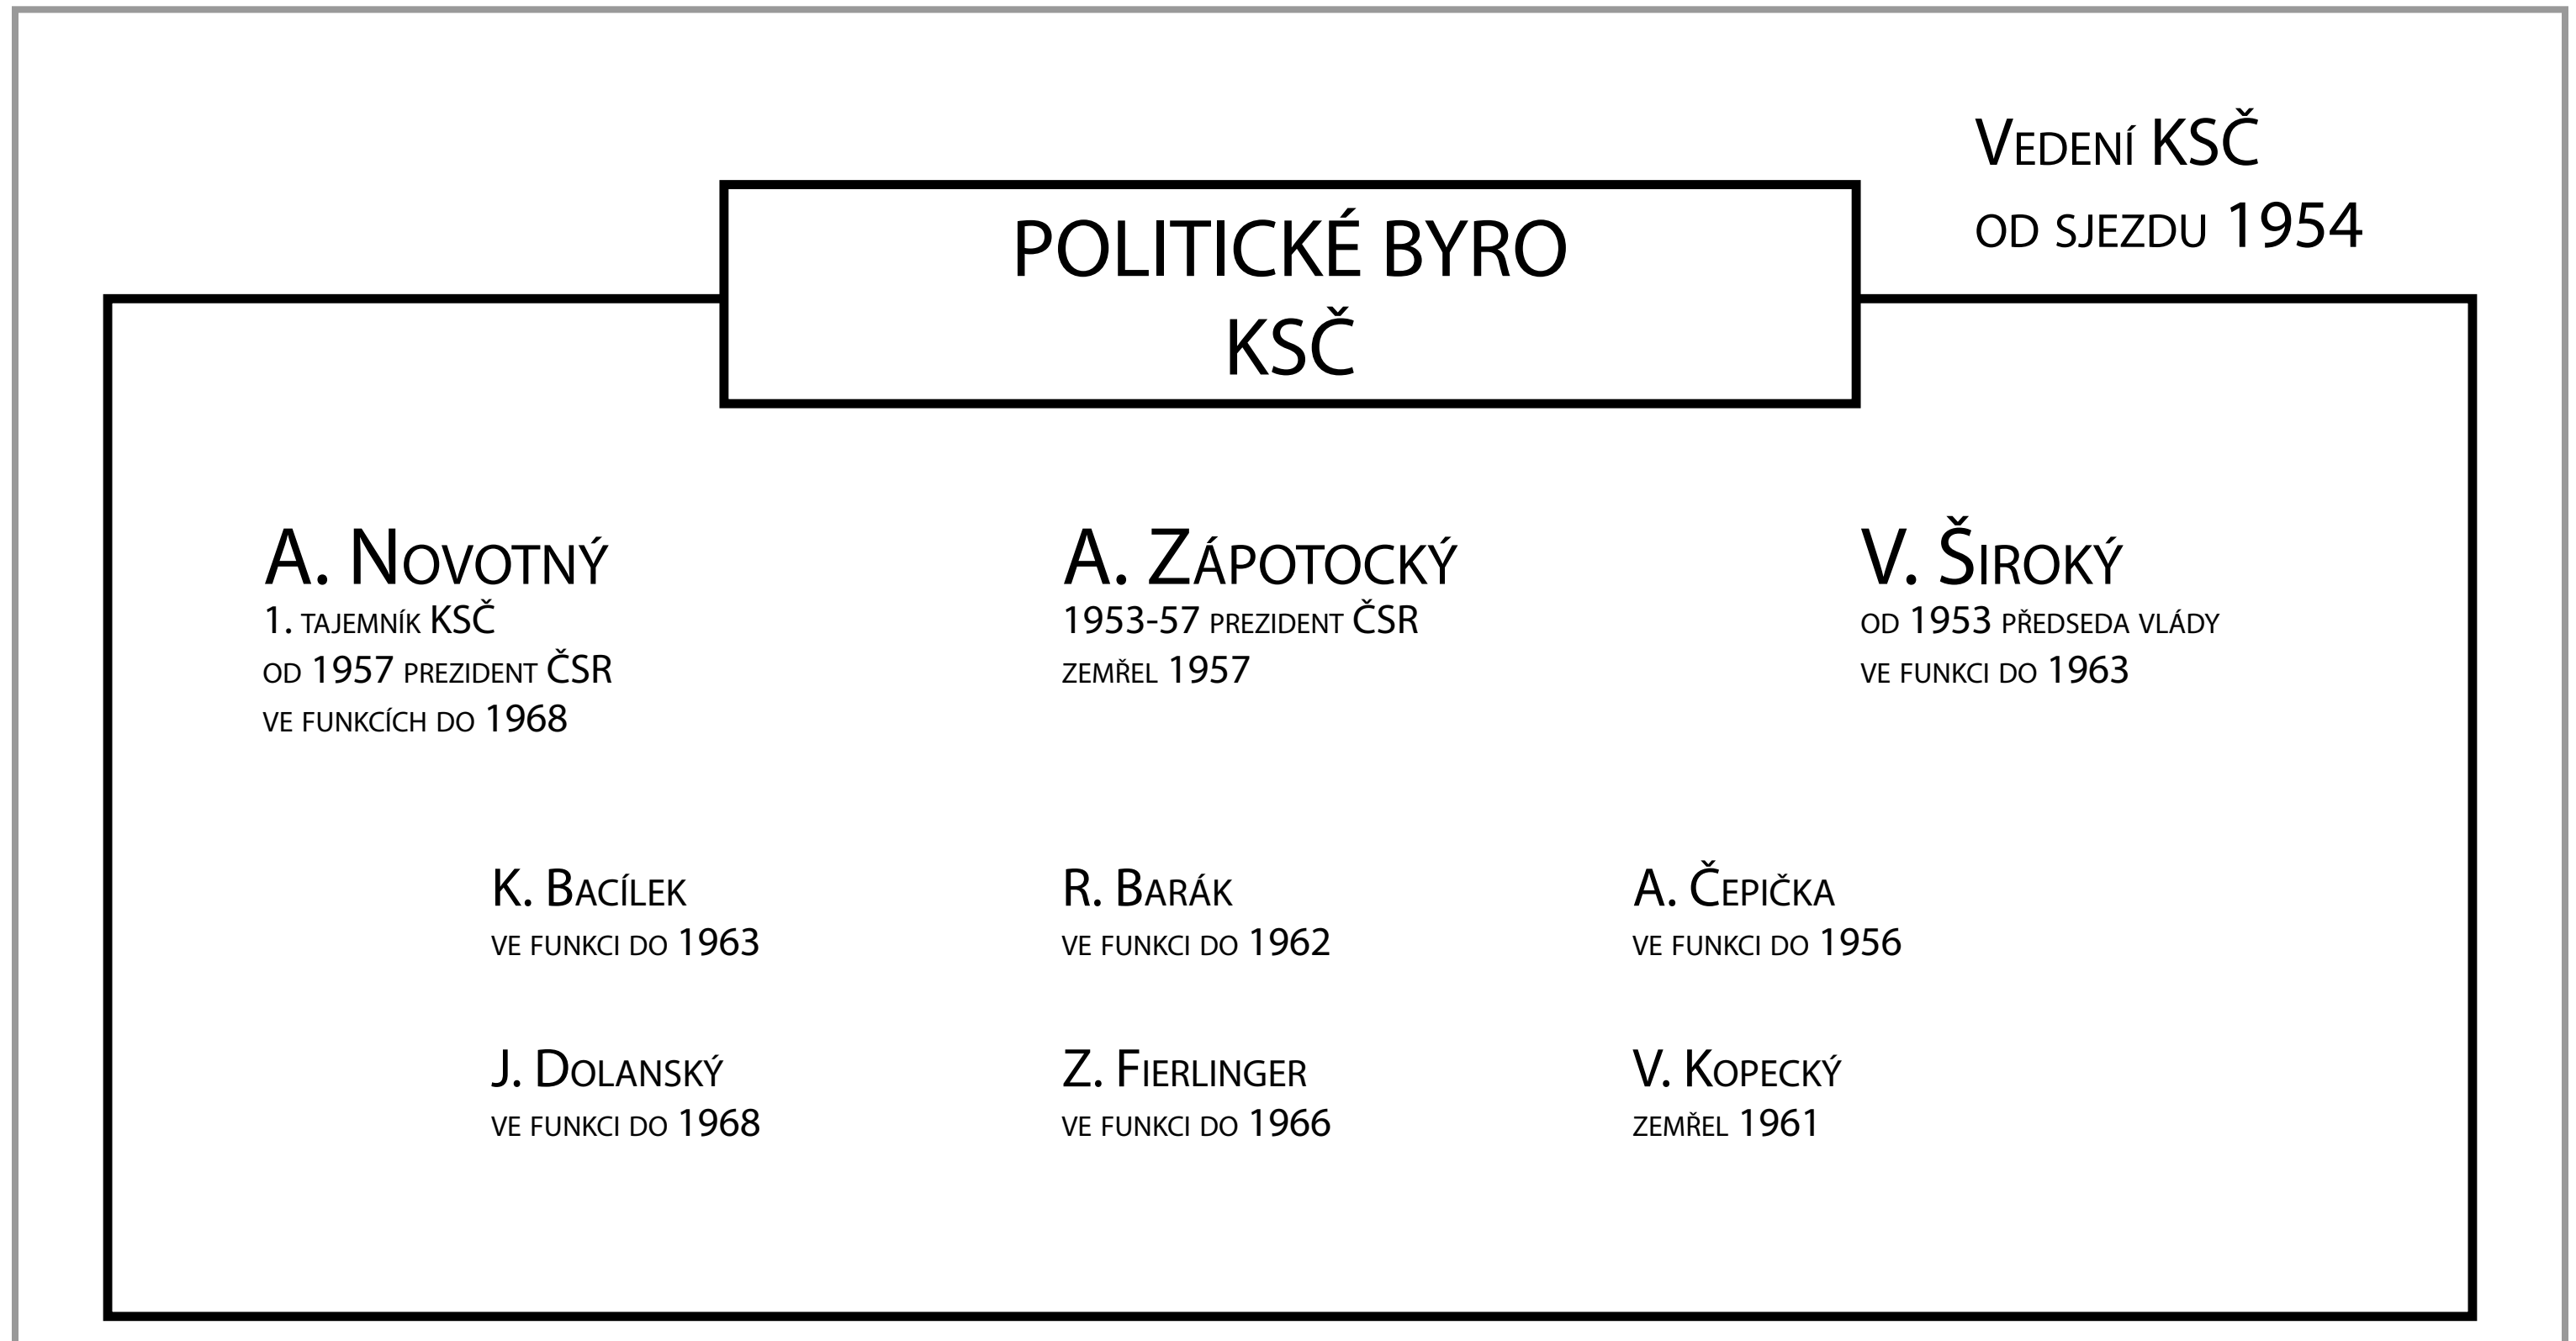 Vedení KSČ
od sjezdu 1954
POLITICKÉ BYRO
KSČ
A. Novotný
1. tajemník KSČ
od 1957 prezident ČSR
ve funkcích do 1968
A. Zápotocký
1953-57 prezident ČSR
zemřel 1957
V. Široký
od 1953 předseda vlády
ve funkci do 1963
K. Bacílek
ve funkci do 1963
R. Barák
ve funkci do 1962
A. Čepička
ve funkci do 1956
J. Dolanský
ve funkci do 1968
Z. Fierlinger
ve funkci do 1966
V. Kopecký
zemřel 1961